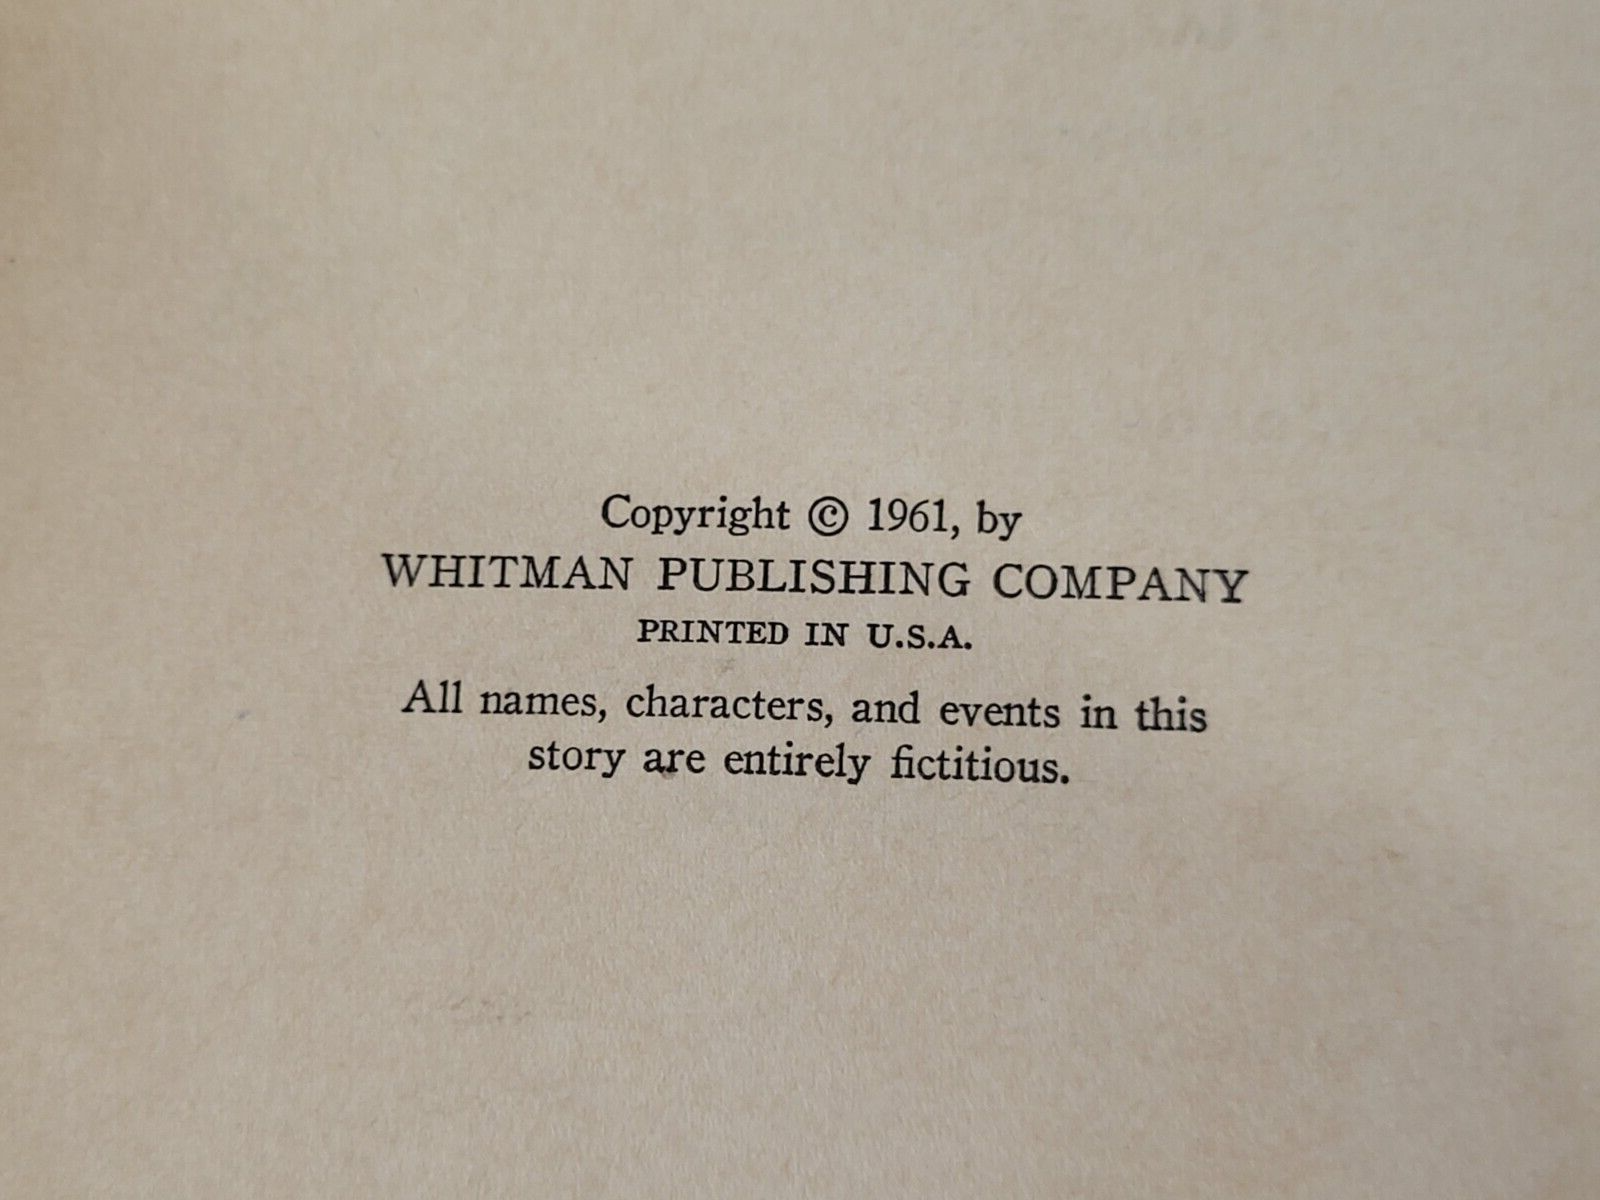 Copyright © 1961, by
WHITMAN PUBLISHING COMPANY
PRINTED IN U.S.A.
All names, characters, and events in this
story are entirely fictitious.